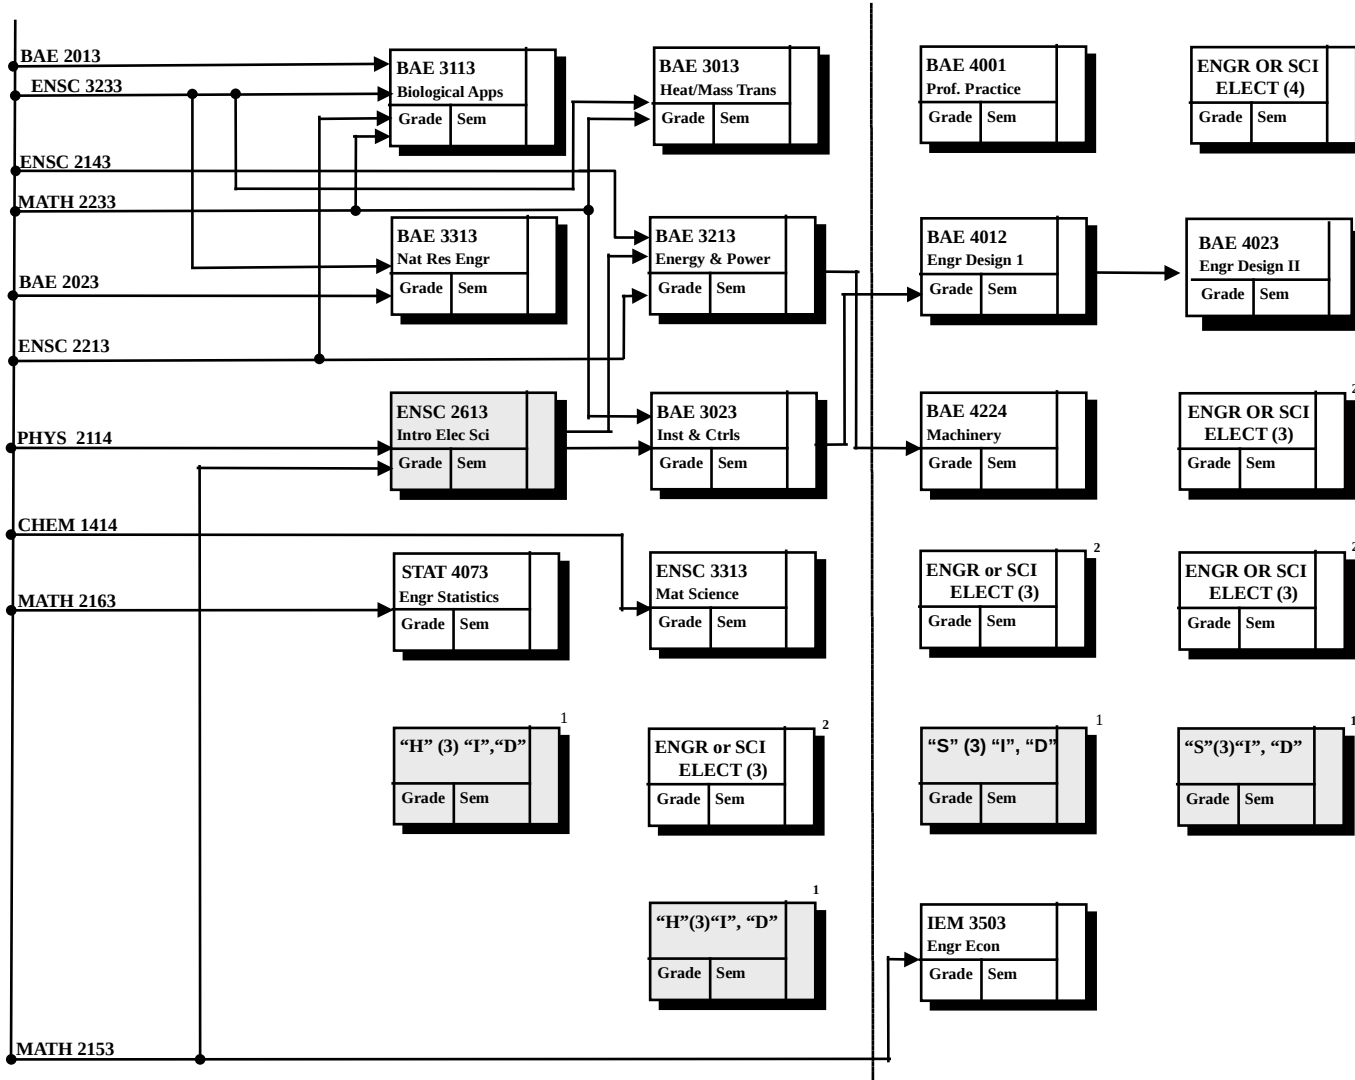 BAE 2013
ENSC 3233
ENSC 2143
MATH 2233
BAE 2023
ENSC 2213
PHYS 2114
CHEM 1414
MATH 2163
MATH 2153
BAE 3113
Biological Apps
Grade Sem
BAE 3313
Nat Res Engr
Grade Sem
ENSC 2613
Intro Elec Sci
Grade Sem
STAT 4073
Engr Statistics
Grade Sem
1
“H” (3) “I”,“D”
Grade Sem
BAE 3013
Heat/Mass Trans
Grade Sem
BAE 3213
Energy & Power
Grade Sem
BAE 3023
Inst & Ctrls
Grade Sem
ENSC 3313
Mat Science
Grade Sem
2
ENGR or SCI
ELECT (3)
Grade Sem
1
“H”(3)“I”, “D”
Grade Sem
BAE 4001
Prof. Practice
Grade Sem
BAE 4012
Engr Design 1
Grade Sem
BAE 4224
Machinery
Grade Sem
2
ENGR or SCI
ELECT (3)
Grade Sem
1
“S” (3) “I”, “D”
Grade Sem
IEM 3503
Engr Econ
Grade Sem
ENGR OR SCI
ELECT (4)
Grade Sem
BAE 4023
Engr Design II
Grade Sem
2
ENGR OR SCI
ELECT (3)
Grade Sem
2
ENGR OR SCI
ELECT (3)
Grade Sem
1
“S”(3)“I”, “D”
Grade Sem